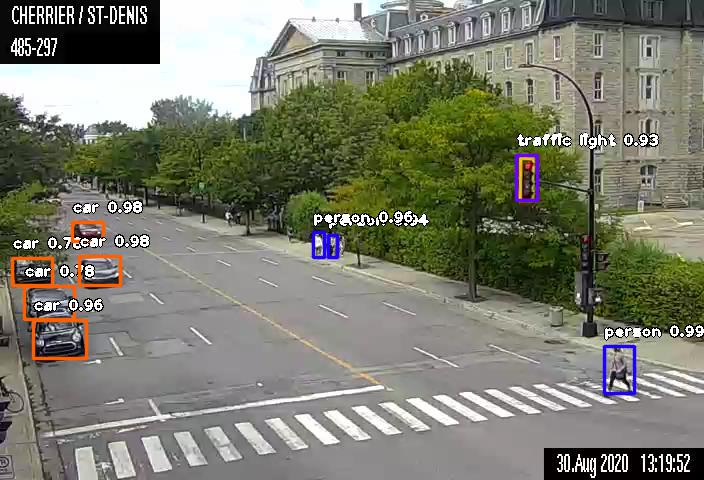 CHERRIER / ST-DENIS
485-297
traffic light 0.93
car 0.98
person 0.96
car 0.98
car 0.78
car 0.96
person 0.99
30.Aug 2020 13:19:52